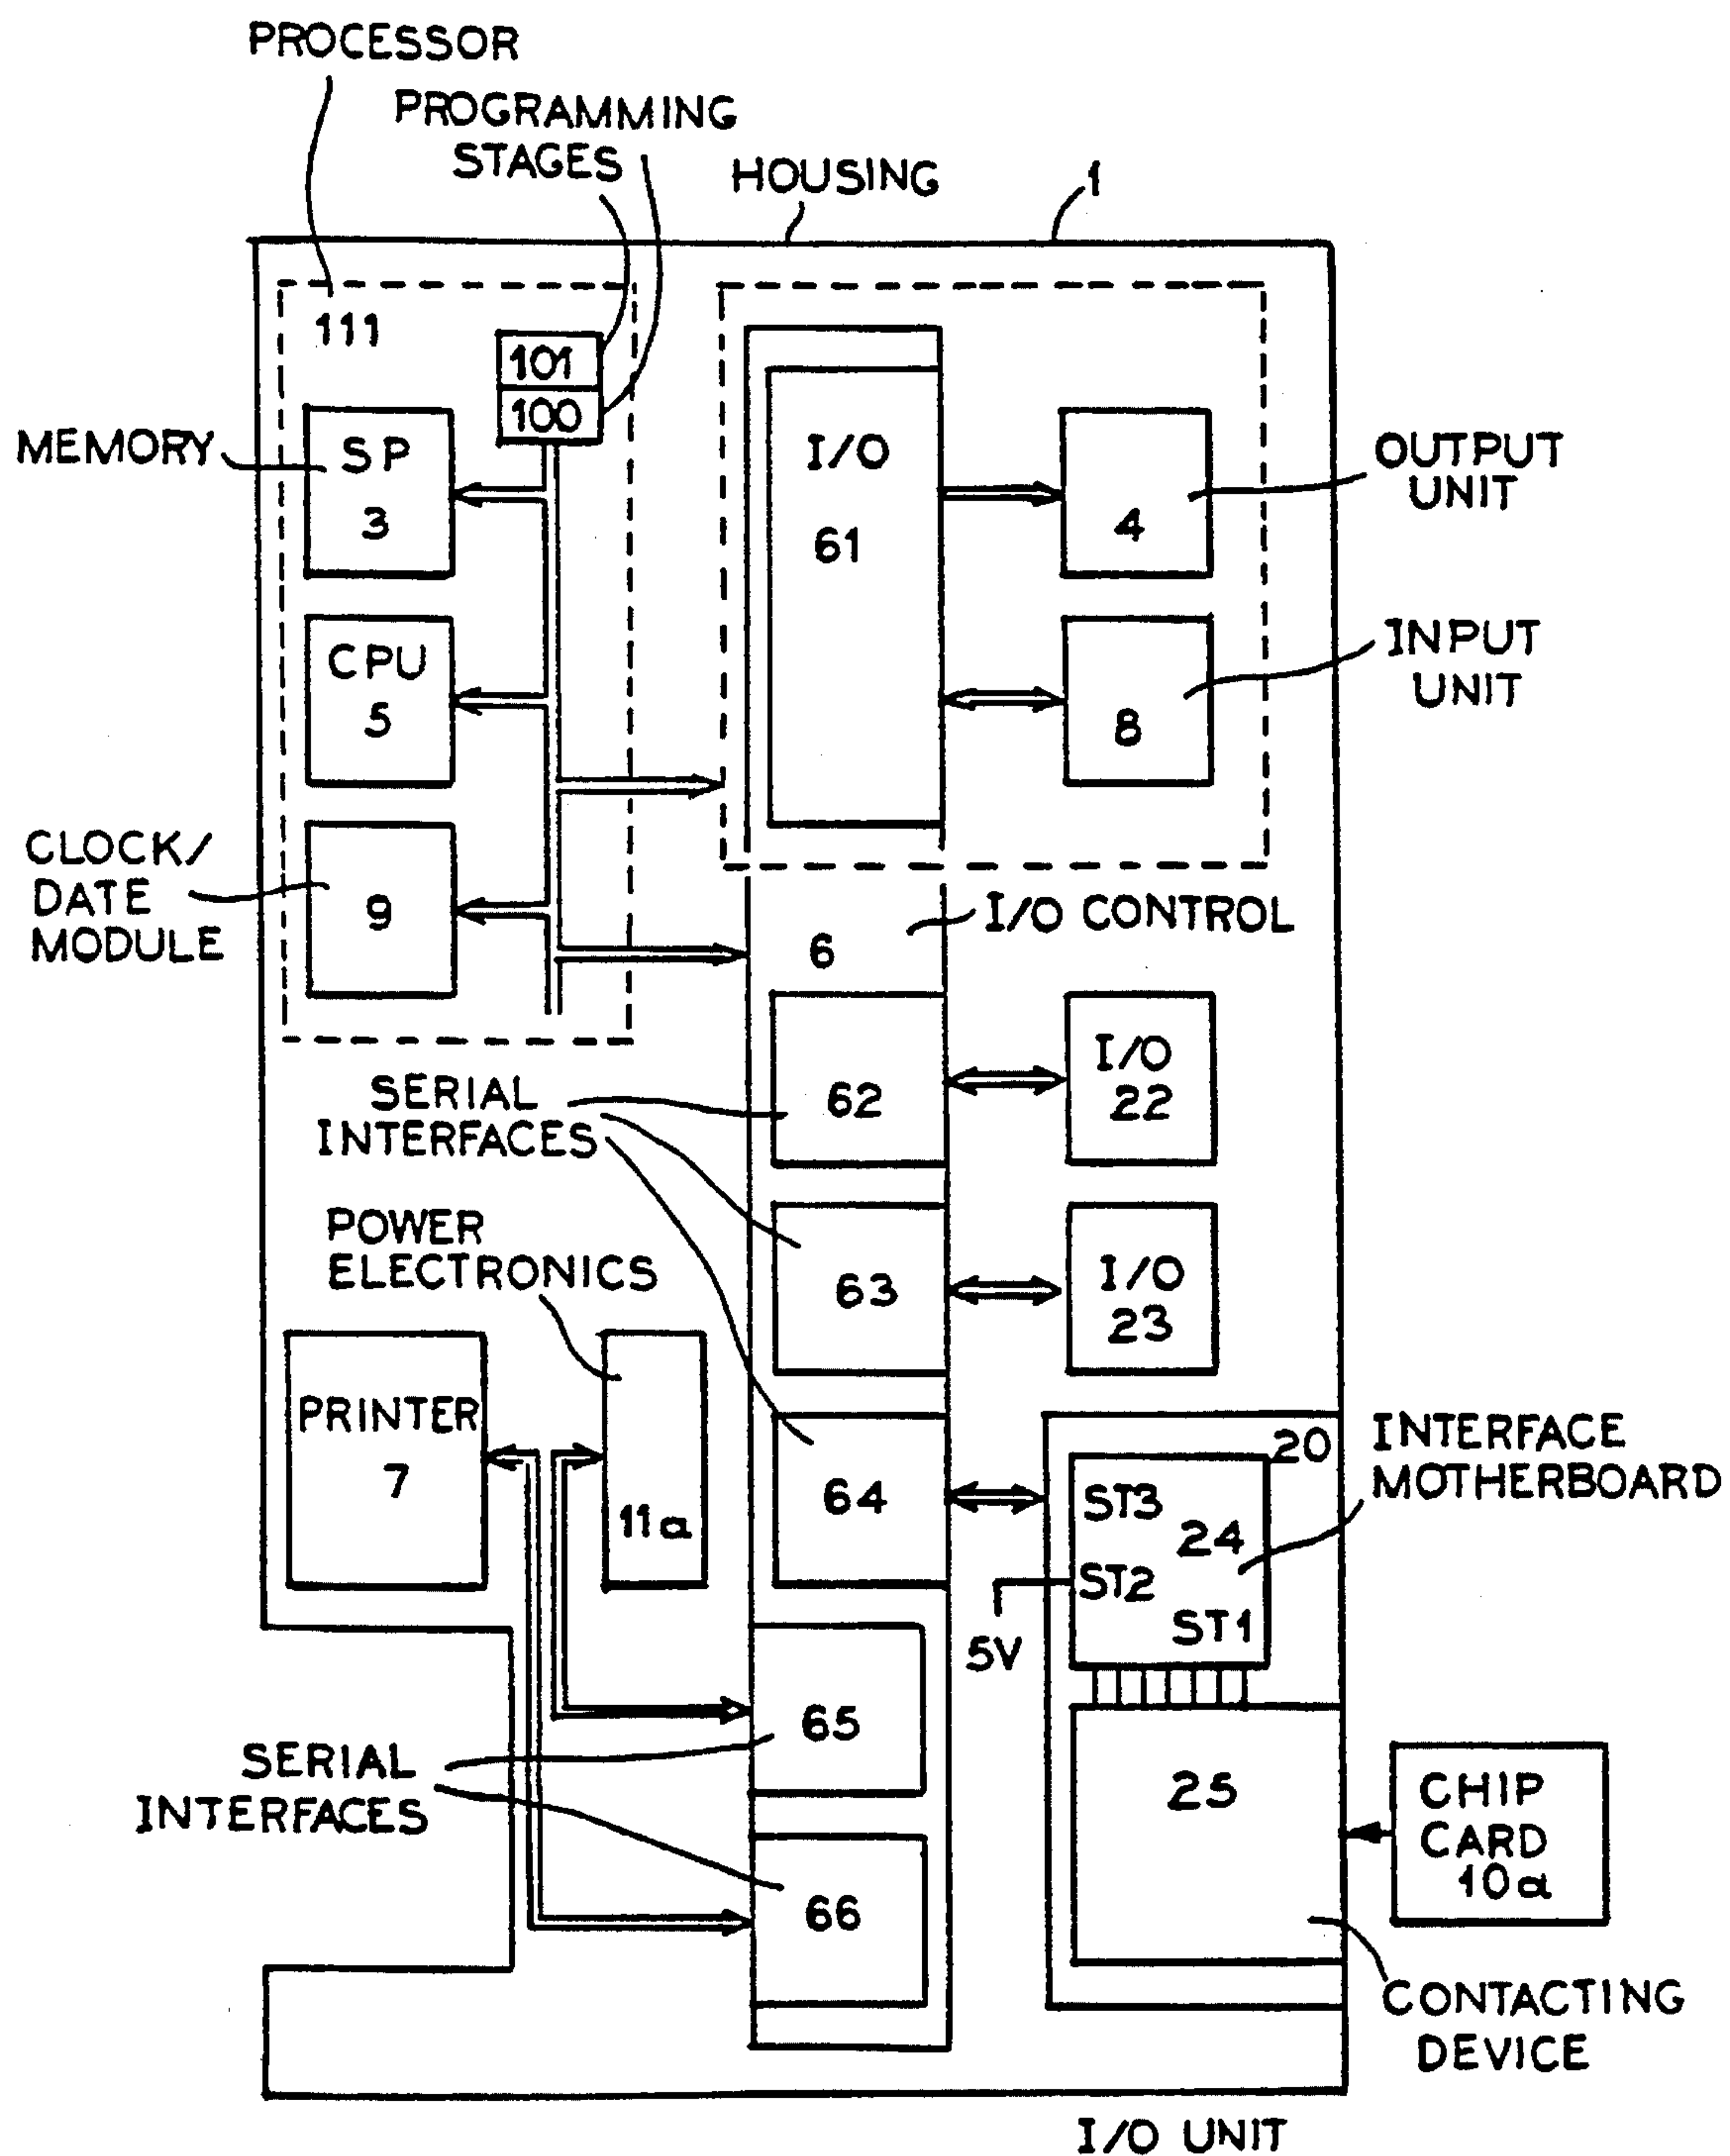 PROCESSOR
PROGRAMMING
STAGES
HOUSING
1
111
101
100
MEMORY
SP
3
I/O
61
4
OUTPUT
UNIT
CPU
5
8
INPUT
UNIT
CLOCK/
DATE
MODULE
9
6
I/O CONTROL
SERIAL
INTERFACES
62
I/O
22
POWER
ELECTRONICS
63
I/O
23
PRINTER
7
11a
64
20
ST3
24
ST2
ST1
5V
INTERFACE
MOTHERBOARD
65
SERIAL
INTERFACES
66
25
CHIP
CARD
10a
CONTACTING
DEVICE
I/O UNIT